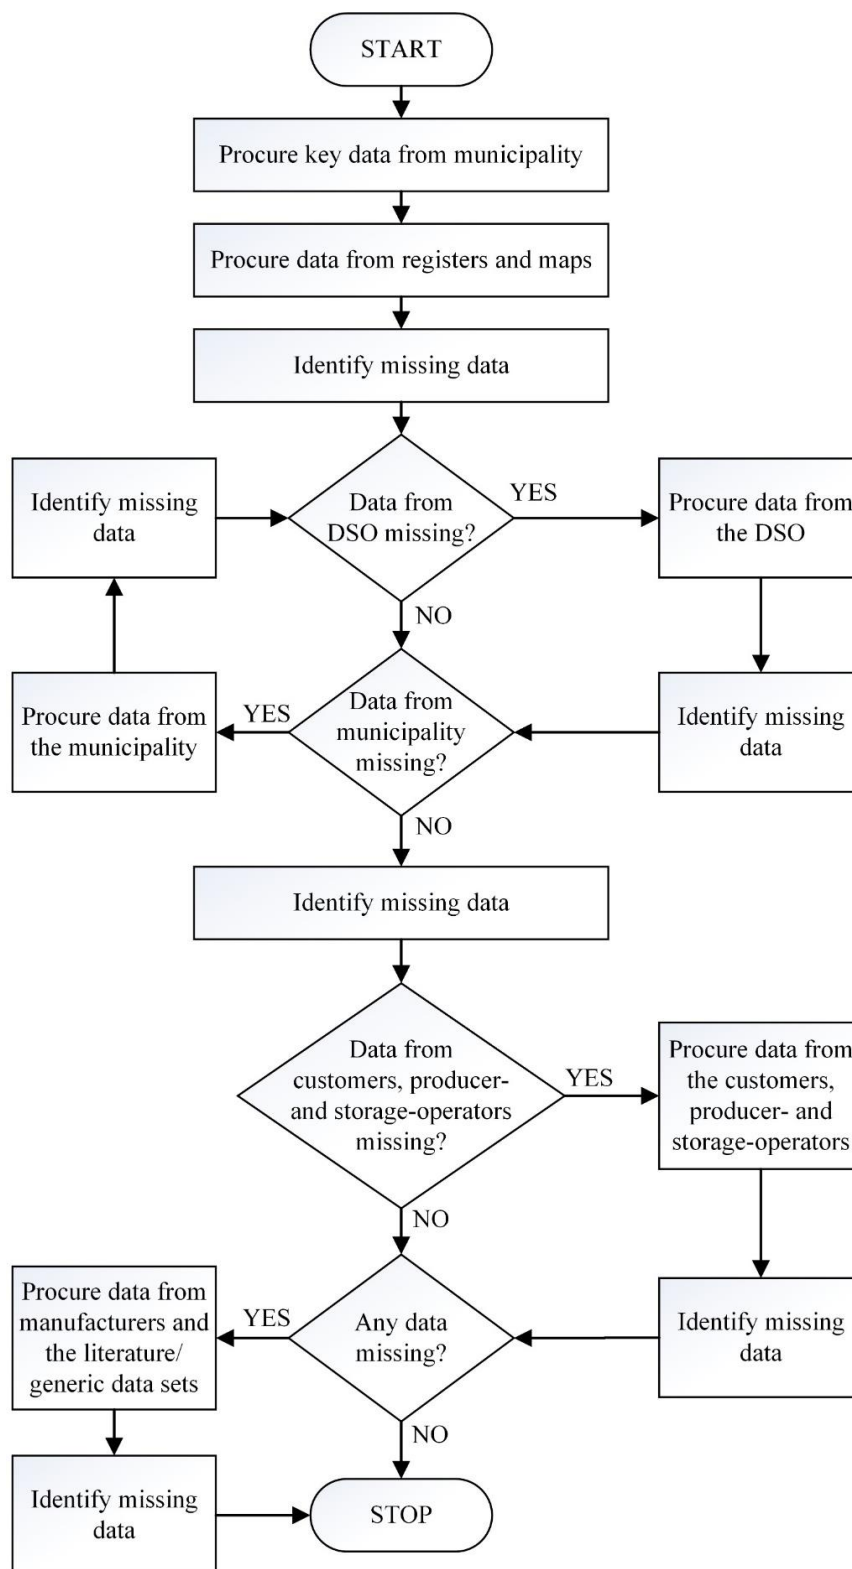 START
Procure key data from municipality
Procure data from registers and maps
Identify missing data
Identify missing
data
Data from
DSO missing?
YES
Procure data from
the DSO
NO
Procure data from
the municipality
YES
Data from
municipality
missing?
Identify missing
data
NO
Identify missing data
Data from
customers, producer-
and storage-operators
missing?
YES
Procure data from
the customers,
producer- and
storage-operators
NO
Procure data from
manufacturers and
the literature/
generic data sets
YES
Any data
missing?
Identify missing
data
NO
Identify missing
data
STOP